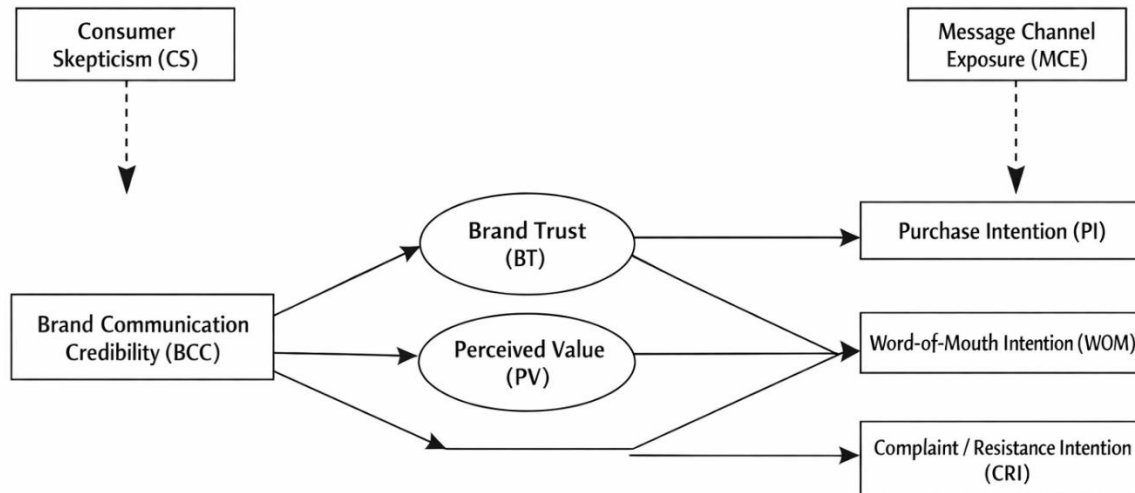 Consumer
Skepticism (CS)
Message Channel
Exposure (MCE)
Brand Trust
(BT)
Purchase Intention (PI)
Brand Communication
Credibility (BCC)
Perceived Value
(PV)
Word-of-Mouth Intention (WOM)
Complaint / Resistance Intention
(CRI)